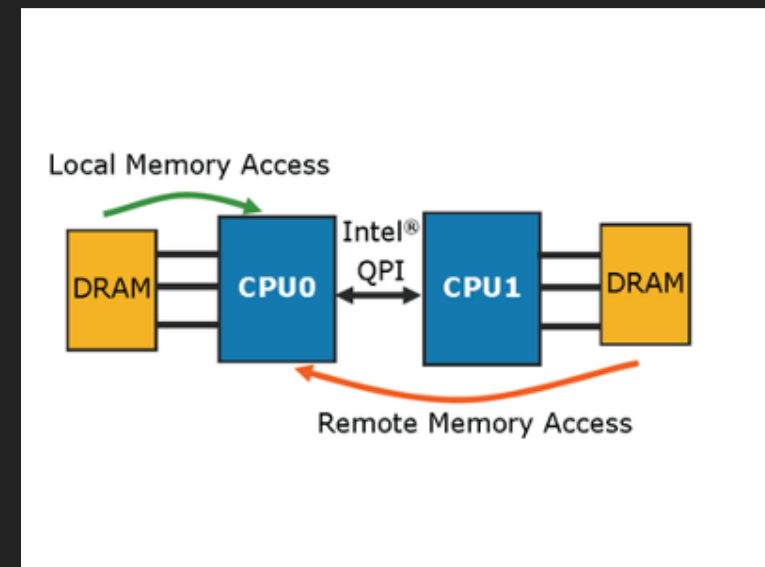 Local Memory Access
Intel®
QPI
DRAM
CPU0
CPU1
DRAM
Remote Memory Access